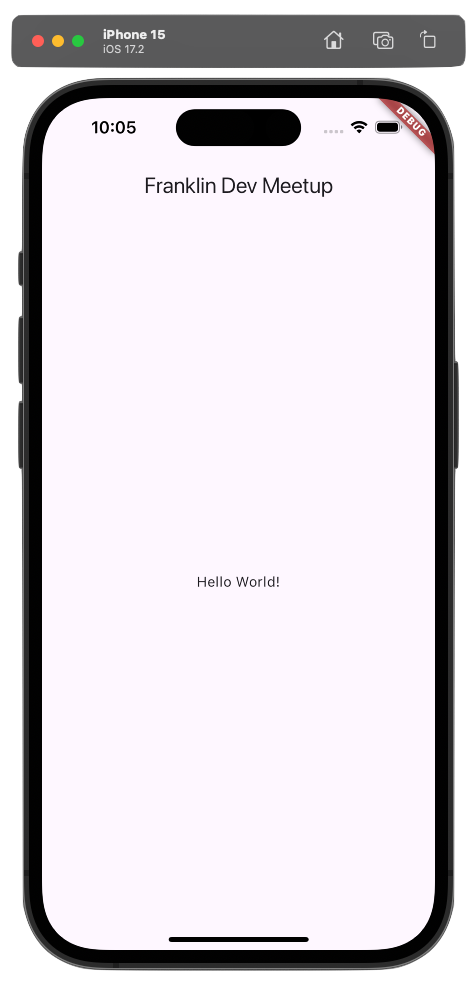 iPhone 15
iOS 17.2
10:05
DEBUG
Franklin Dev Meetup
Hello World!